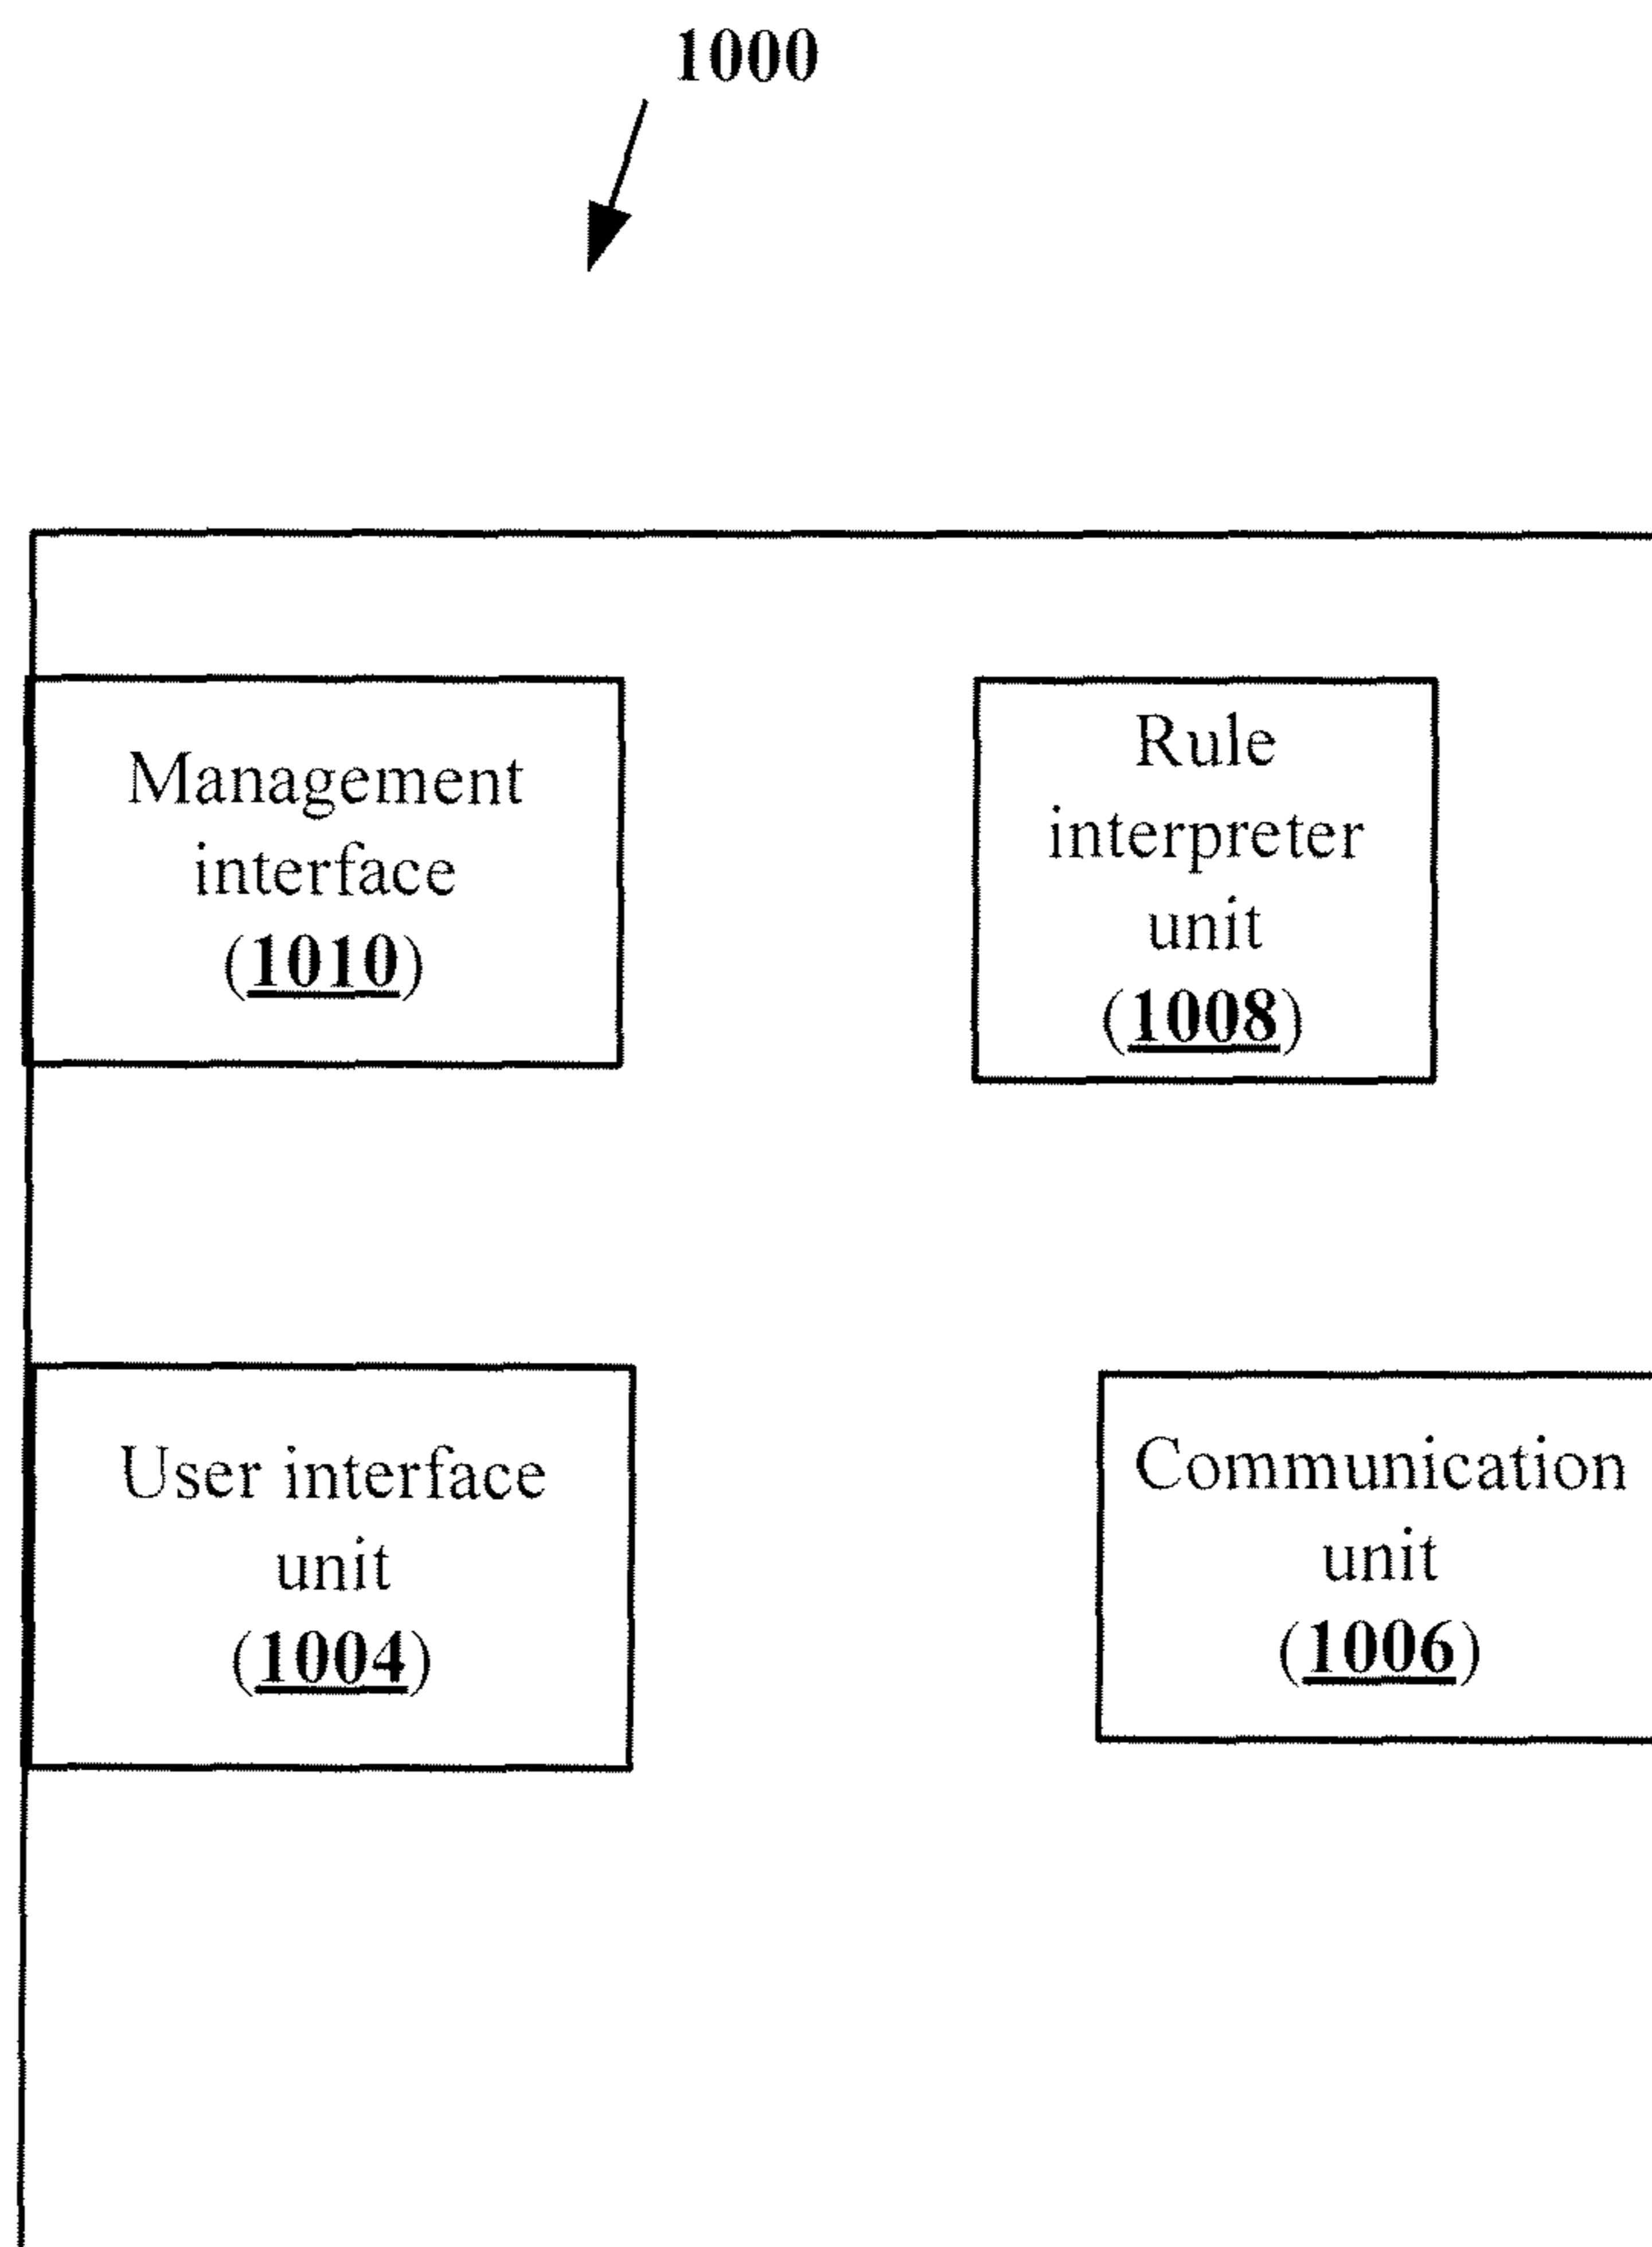 1000
Management
interface
(1010)
Rule
interpreter
unit
(1008)
User interface
unit
(1004)
Communication
unit
(1006)